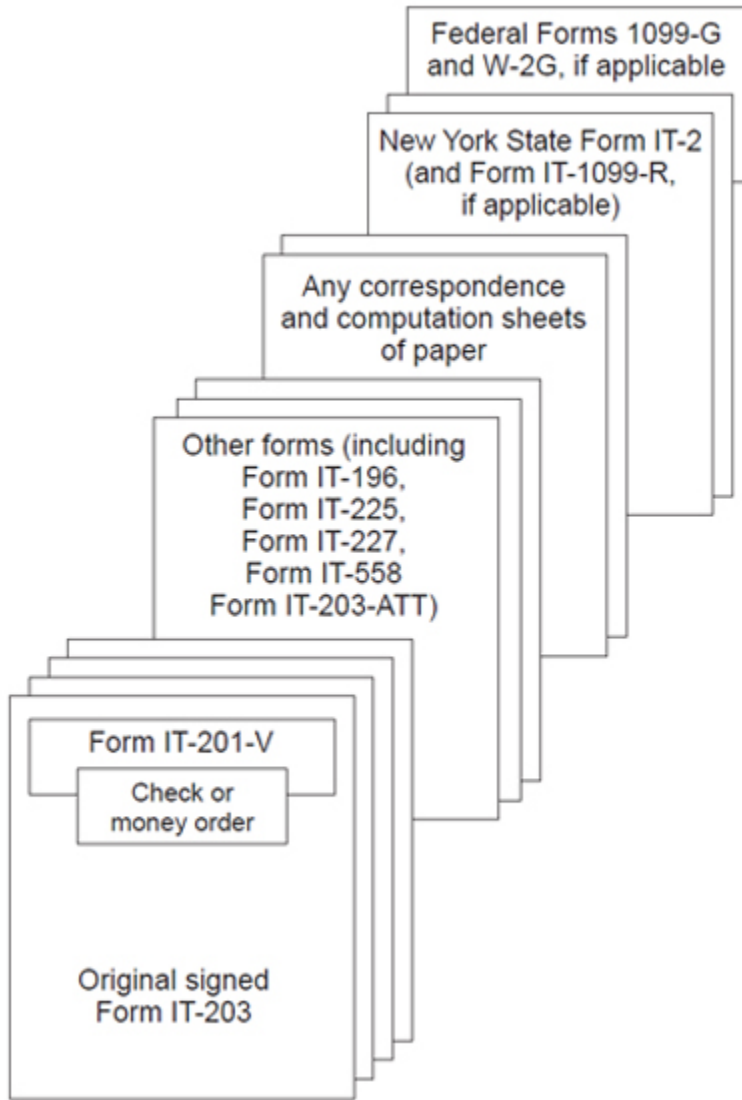 Federal Forms 1099-G
and W-2G, if applicable
New York State Form IT-2
(and Form IT-1099-R,
if applicable)
Any correspondence
and computation sheets
of paper
Other forms (including
Form IT-196,
Form IT-225,
Form IT-227,
Form IT-558
Form IT-203-ATT)
Form IT-201-V
Check or
money order
Original signed
Form IT-203